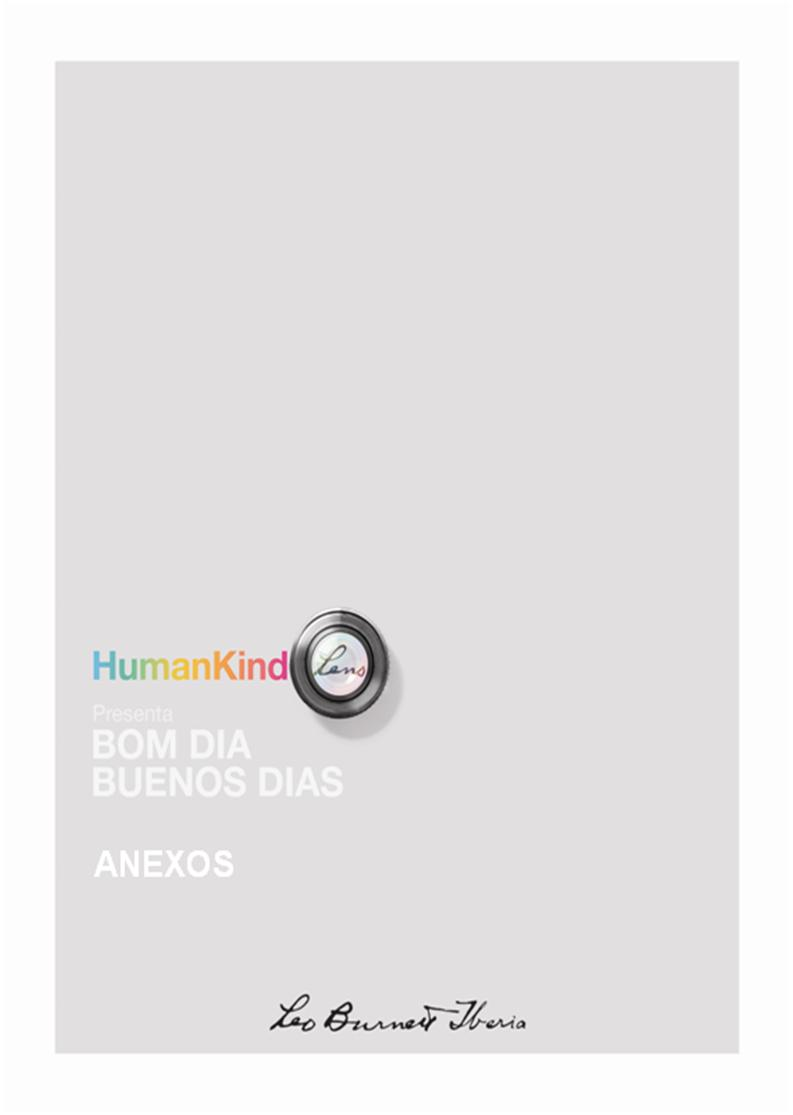 HumanKind Lens
Presenta
BOM DIA
BUENOS DIAS
ANEXOS
Leo Burnett Iberia